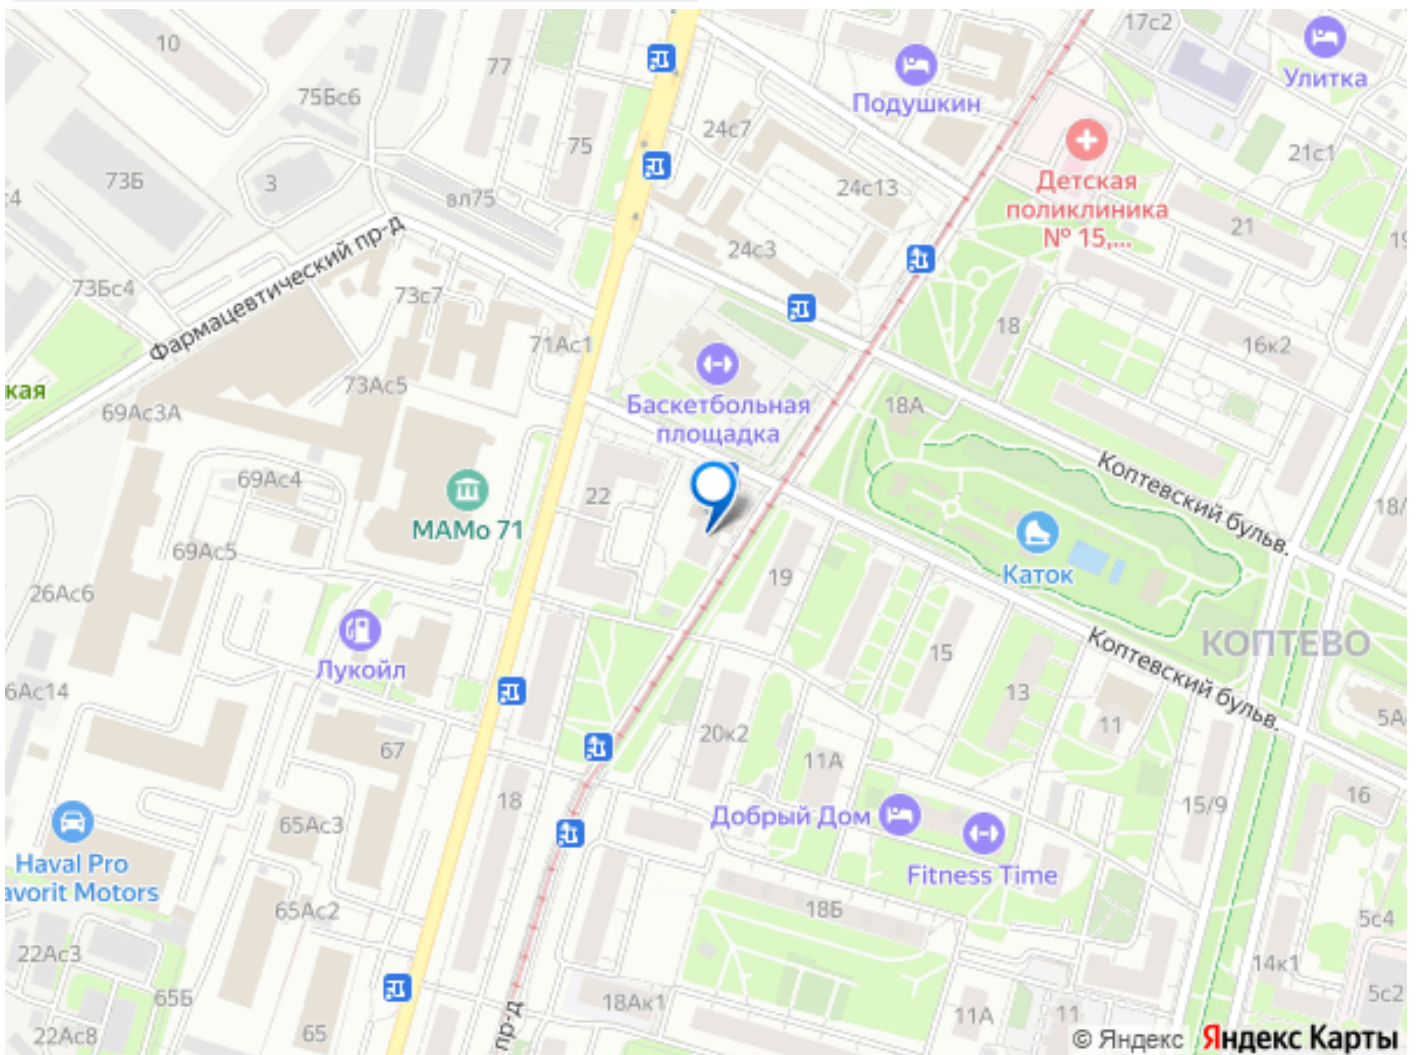 17с2
10
Улитка
77
Подушкин
75Бс6
24с7
75
21с1
73Б
3
Детская
поликлиника
№ 15,...
24с13
вл75
21
24с3
Фармацевтический пр-д
73Бс4
73с7
18
71Ас1
16к2
73Ас5
кая
Баскетбольная
площадка
69Ас3А
18А
Коптевский бульв.
69Ас4
22
МАМо 71
Каток
69Ас5
19
26Ас6
КОПТЕВО
Лукойл
15
Коптевский бульв.
6Ас14
13
11
20к2
67
11А
18
16
15/9
Добрый Дом
65Ас3
Haval Pro
avorit Motors
Fitness Time
65Ас2
18Б
5с4
22Ас3
14к1
65Б
18Ак1
5с2
11А
11
65
22Ас8
пр-д
© Яндекс Яндекс Карты